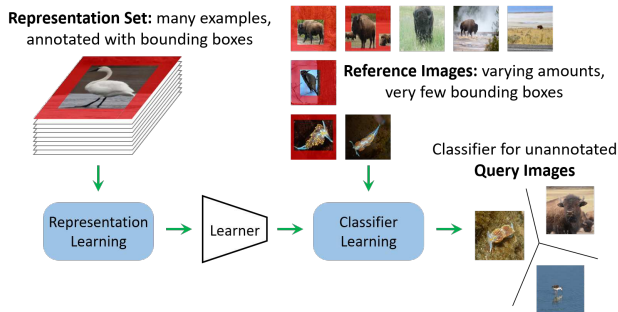 Representation Set: many examples,
annotated with bounding boxes
Reference Images: varying amounts,
very few bounding boxes
Classifier for unannotated
Query Images
Representation
Learning
Learner
Classifier
Learning